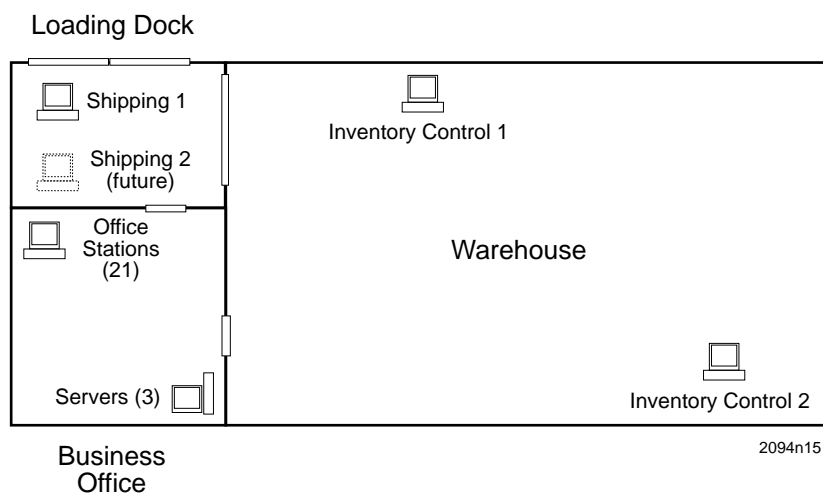 Loading Dock
Shipping 1
Inventory Control 1
Shipping 2
(future)
Office
Stations
(21)
Warehouse
Servers (3)
Inventory Control 2
2094n15
Business
Office